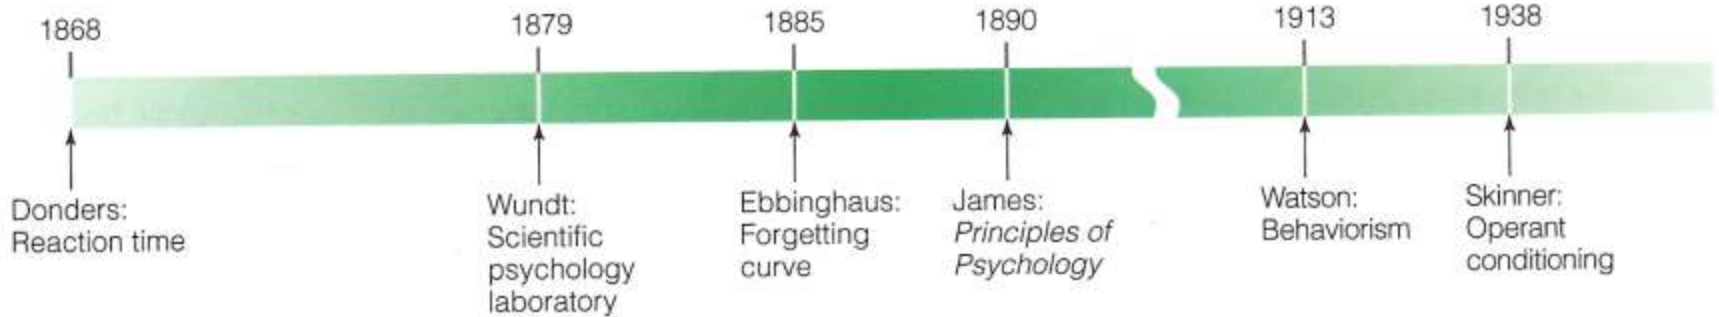 1868
1879
1885
1890
1913
1938
Donders:
Reaction time
Wundt:
Scientific
psychology
laboratory
Ebbinghaus:
Forgetting
curve
James:
Principles of
Psychology
Watson:
Behaviorism
Skinner:
Operant
conditioning